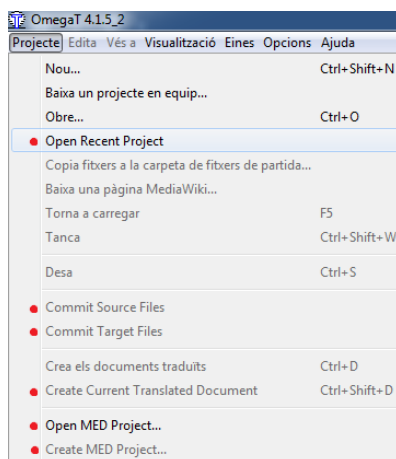 OmegaT 4.1.5_2
Projecte Edita Vés a Visualització Eines Opcions Ajuda
Nou... Ctrl+Shift+N
Baixa un projecte en equip...
Obre... Ctrl+O
Open Recent Project
Copia fitxers a la carpeta de fitxers de partida...
Baixa una pàgina MediaWiki...
Torna a carregar F5
Tanca Ctrl+Shift+W
Desa Ctrl+S
Commit Source Files
Commit Target Files
Crea els documents traduïts Ctrl+D
Create Current Translated Document Ctrl+Shift+D
Open MED Project...
Create MED Project...